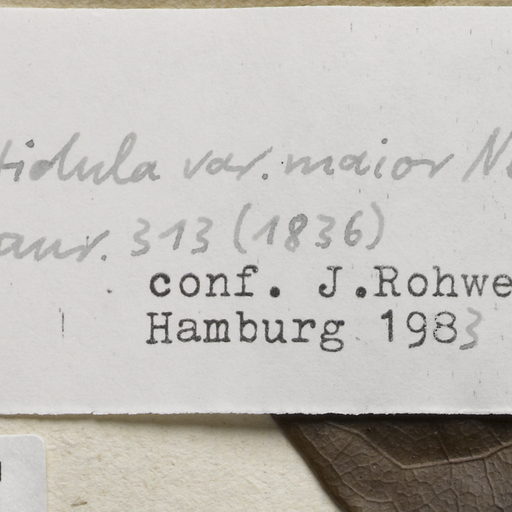 tidula var. maior N
aur. 313 (1836)
conf. J.Rohwe
Hamburg 1983